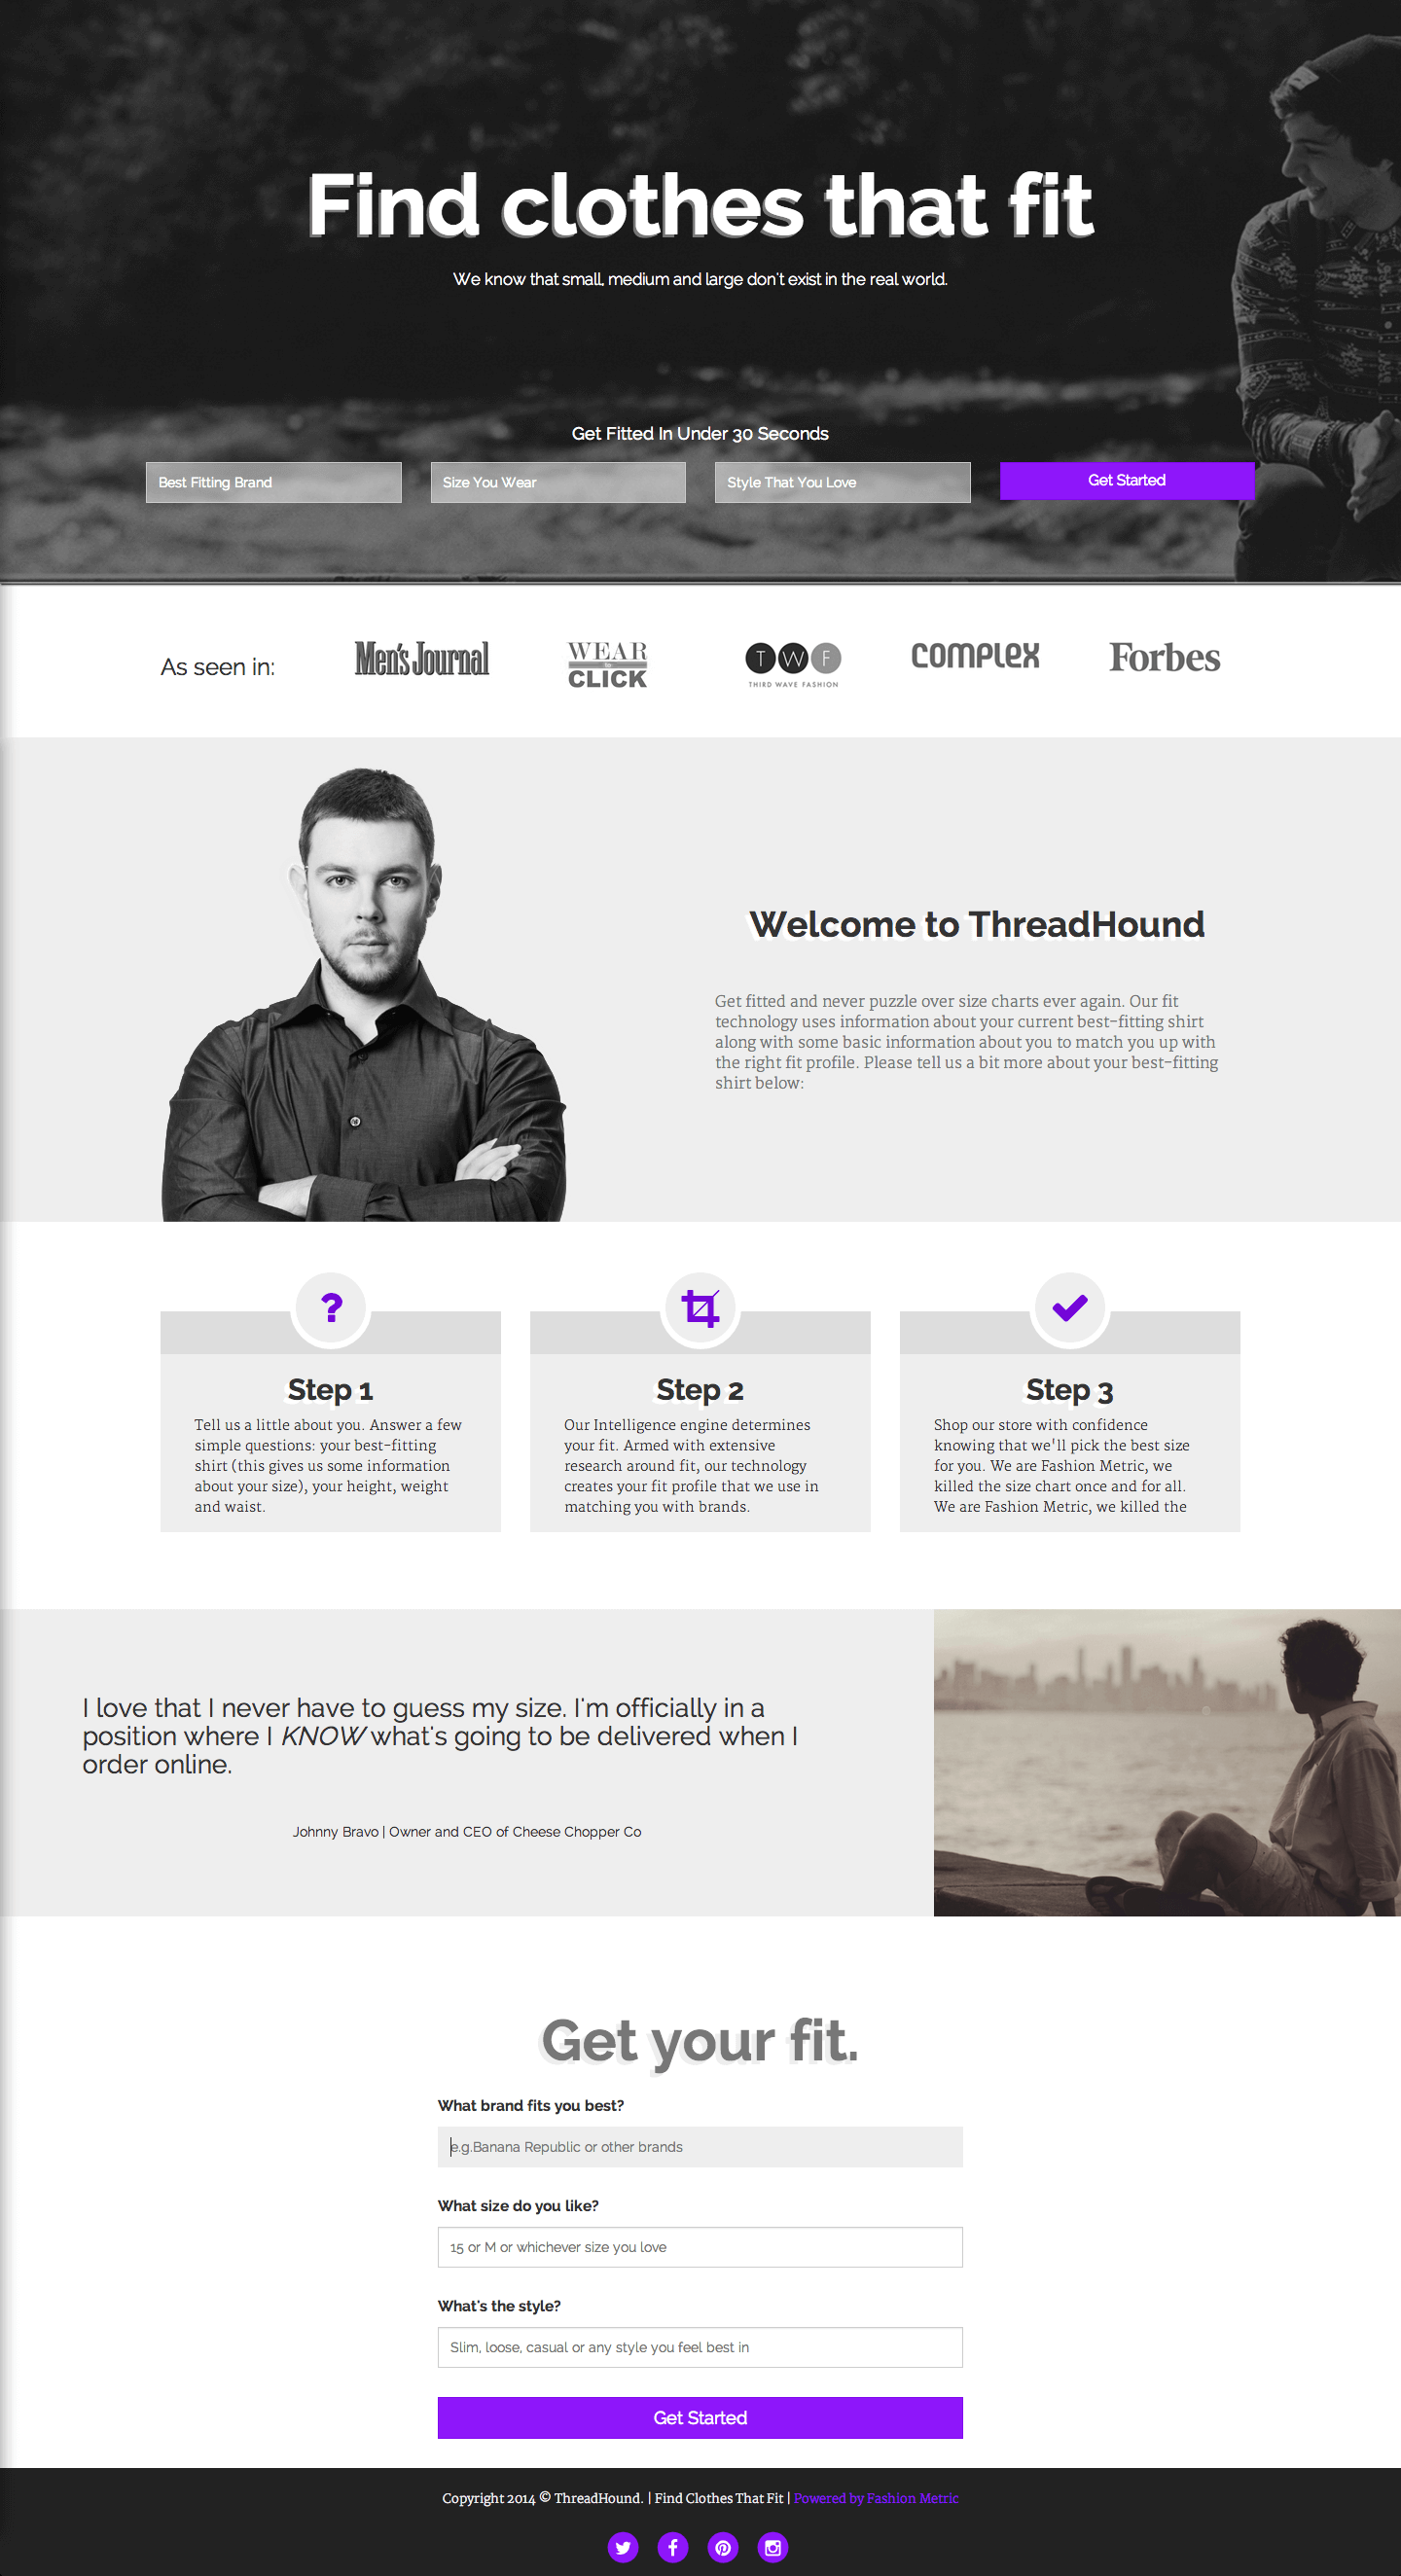 Find clothes that fit
We know that small, medium and large don't exist in the real world.
Get Fitted In Under 30 Seconds
Best Fitting Brand
Size You Wear
Style That You Love
Get Started
As seen in:
Men's Journal
WEAR
to
CLICK
T W F
THIRD WAVE FASHION
COMPLEX
Forbes
Welcome to ThreadHound
Get fitted and never puzzle over size charts ever again. Our fit
technology uses information about your current best-fitting shirt
along with some basic information about you to match you up with
the right fit profile. Please tell us a bit more about your best-fitting
shirt below:
?
Step 1
Tell us a little about you. Answer a few
simple questions: your best-fitting
shirt (this gives us some information
about your size), your height, weight
and waist.
Step 2
Our Intelligence engine determines
your fit. Armed with extensive
research around fit, our technology
creates your fit profile that we use in
matching you with brands.
Step 3
Shop our store with confidence
knowing that we'll pick the best size
for you. We are Fashion Metric, we
killed the size chart once and for all.
We are Fashion Metric, we killed the
I love that I never have to guess my size. I'm officially in a
position where I KNOW what's going to be delivered when I
order online.
Johnny Bravo | Owner and CEO of Cheese Chopper Co
Get your fit.
What brand fits you best?
e.g.Banana Republic or other brands
What size do you like?
15 or M or whichever size you love
What's the style?
Slim, loose, casual or any style you feel best in
Get Started
Copyright 2014 © ThreadHound. | Find Clothes That Fit | Powered by Fashion Metric